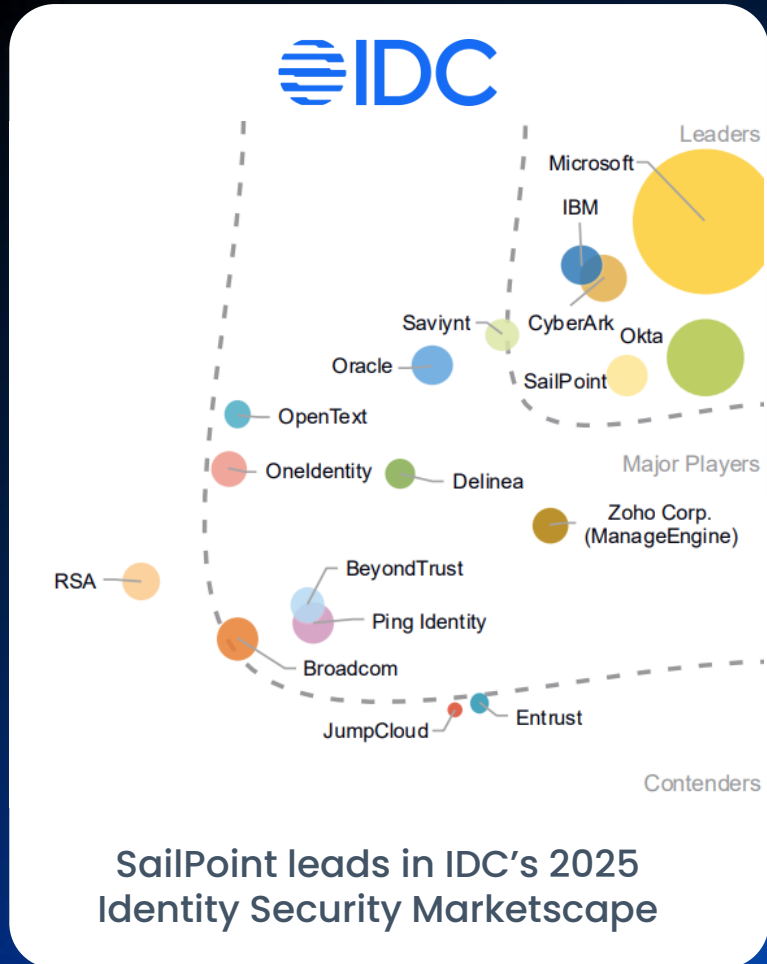 IDC
Leaders
Microsoft
IBM
Saviynt
CyberArk
Okta
Oracle
SailPoint
OpenText
Major Players
OneIdentity
Delinea
Zoho Corp.
(ManageEngine)
BeyondTrust
RSA
Ping Identity
Broadcom
Entrust
JumpCloud
Contenders
SailPoint leads in IDC’s 2025
Identity Security Marketscape